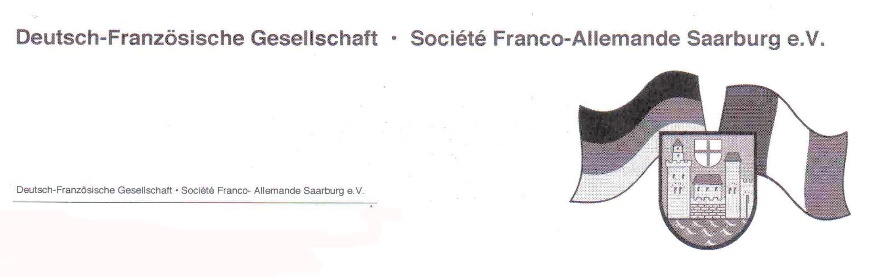 Deutsch-Französische Gesellschaft · Société Franco-Allemande Saarburg e.V.
Deutsch-Französische Gesellschaft · Société Franco- Allemande Saarburg e.V.